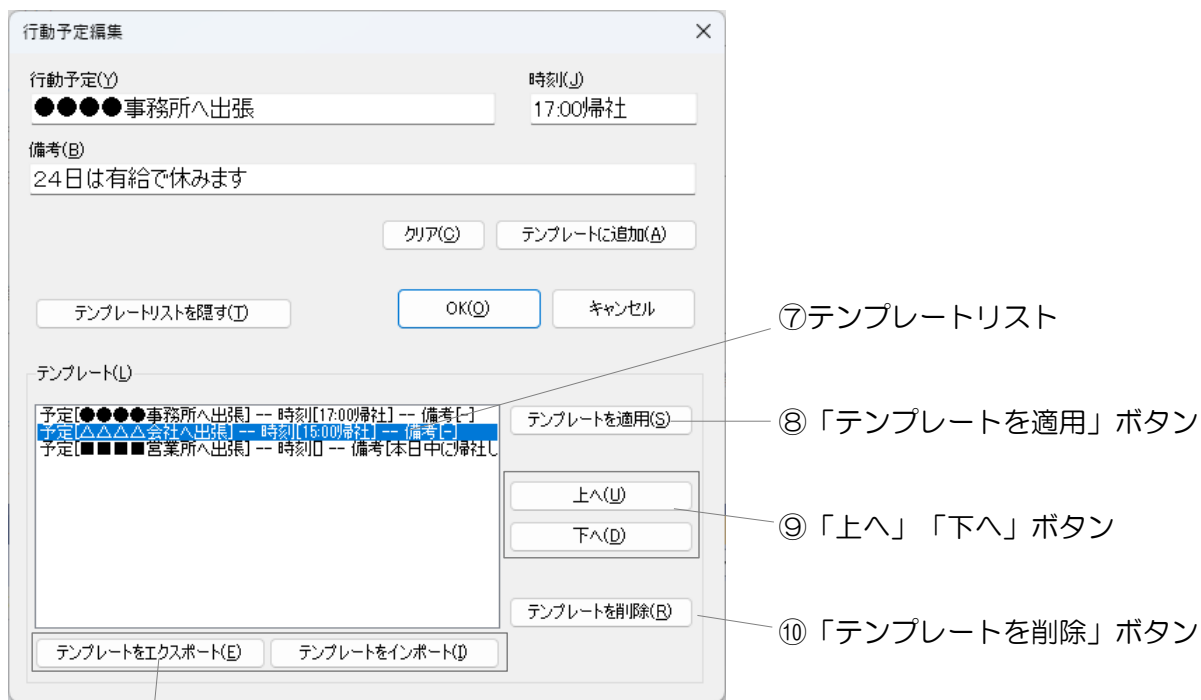 行動予定編集
行動予定(Y)
時刻(J)
●●●●事務所へ出張
17:00帰社
備考(B)
24日は有給で休みます
クリア(C)
テンプレートに追加(A)
テンプレートリストを隠す(T)
OK(O)
キャンセル
⑦テンプレートリスト
テンプレート(L)
予定[●●●●事務所へ出張] -- 時刻[17:00帰社] -- 備考[-]
予定[△△△△会社へ出張] -- 時刻[15:00帰社] -- 備考[-]
予定[■■■■営業所へ出張] -- 時刻[] -- 備考[本日中に帰社し
テンプレートを適用(S)
⑧「テンプレートを適用」ボタン
上へ(U)
下へ(D)
⑨「上へ」「下へ」ボタン
テンプレートを削除(R)
⑩「テンプレートを削除」ボタン
テンプレートをエクスポート(E)
テンプレートをインポート(I)